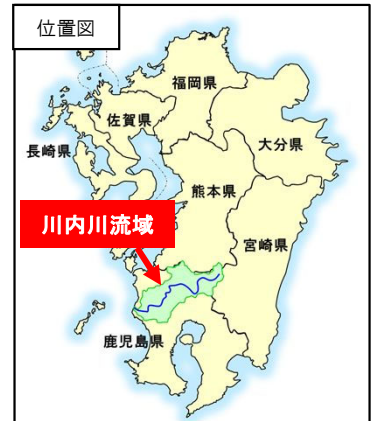 位置図
福岡県
佐賀県
長崎県
大分県
熊本県
川内川流域
宮崎県
鹿児島県